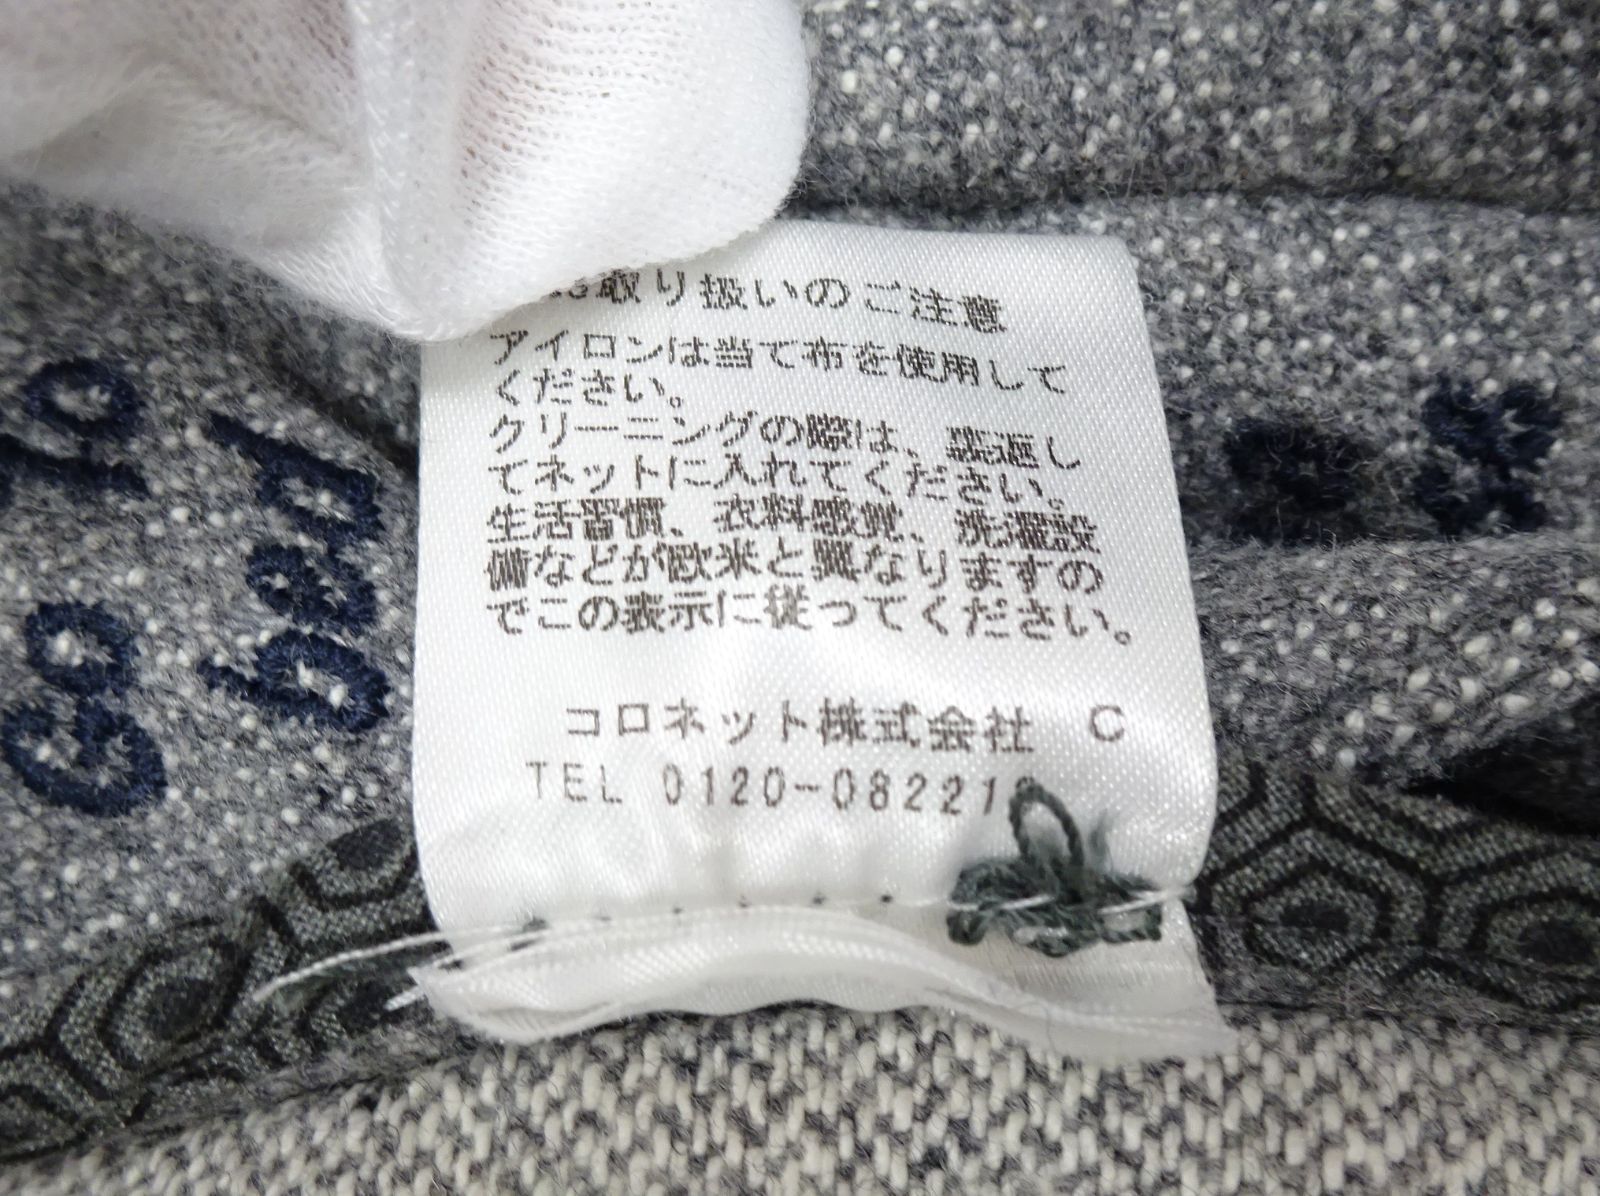 取り扱いのご注意
アイロンは当て布を使用して
ください。
クリーニングの際は、裏返し
てネットに入れてください。
生活習慣、衣料感覚、洗濯設
備などが欧米と異なりますの
でこの表示に従ってください。
コロネット株式会社 C
TEL 0120-08221